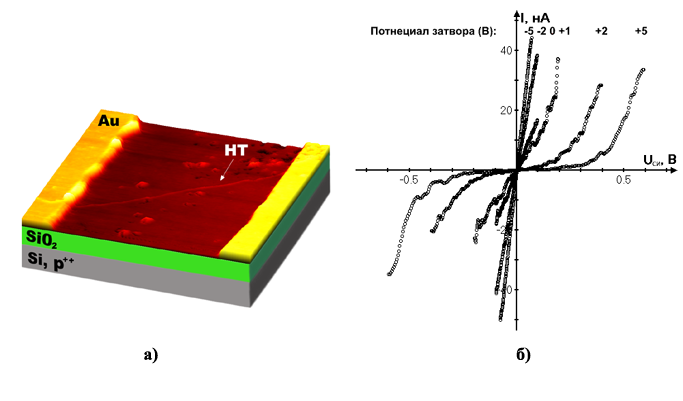 Au
НТ
SiO₂
Si, p⁺⁺
а)
I, нА
Потнециал затвора (В): -5 -2 0 +1 +2 +5
40
20
Uси, В
-0.5 0.5
б)